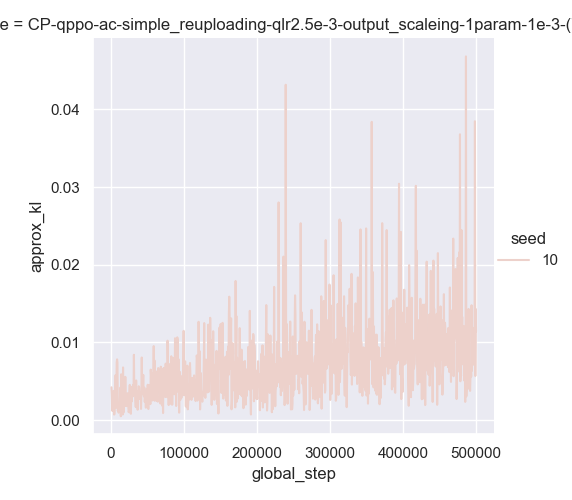 e = CP-qppo-ac-simple_reuploading-qlr2.5e-3-output_scaleing-1param-1e-3-(
0.04
0.03
0.02
0.01
0.00
approx_kl
seed
10
0 100000 200000 300000 400000 500000
global_step